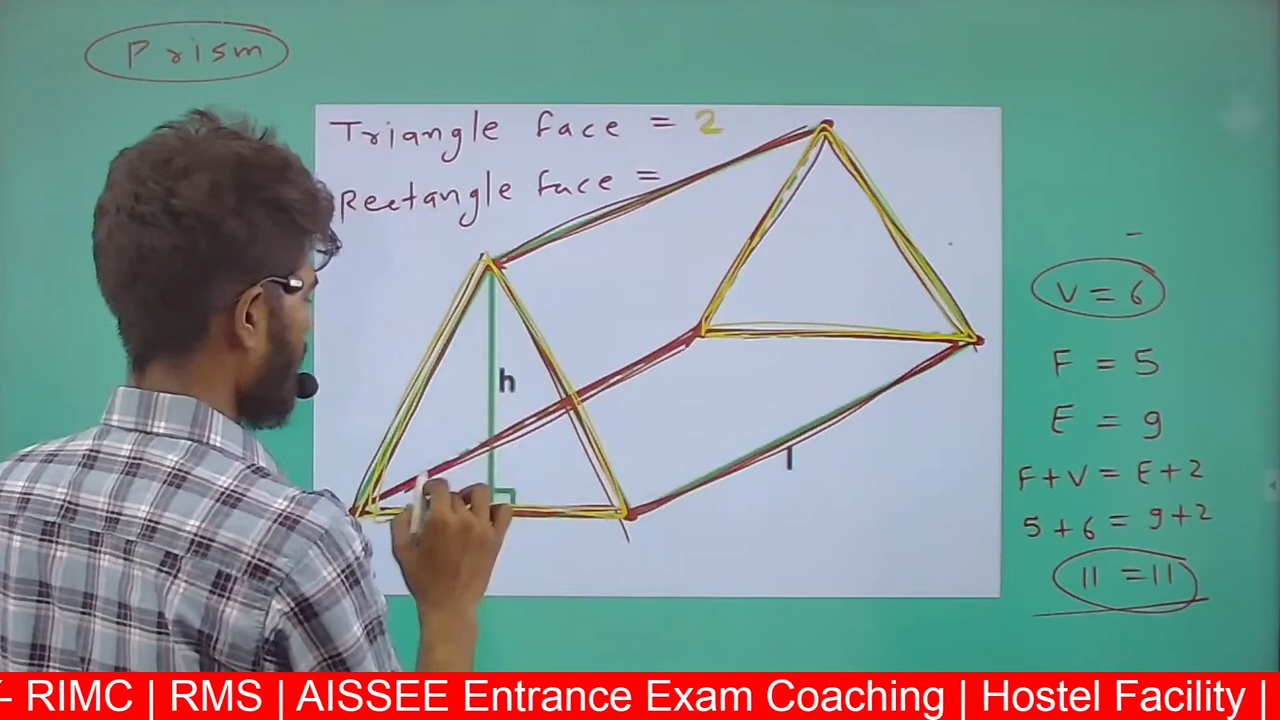 Prism
Triangle face = 2
Rectangle face =
h
l
V = 6
F = 5
E = 9
F+V = E+2
5+6 = 9+2
11 = 11
- RIMC | RMS | AISSEE Entrance Exam Coaching | Hostel Facility |